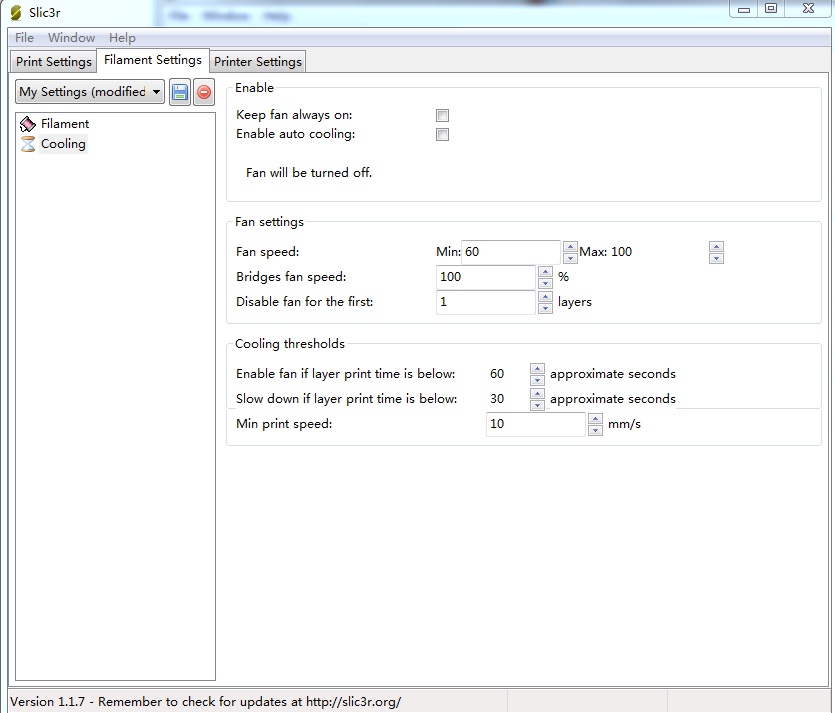 Slic3r
File Window Help
Print Settings Filament Settings Printer Settings
My Settings (modified
Filament
Cooling
Enable
Keep fan always on:
Enable auto cooling:
Fan will be turned off.
Fan settings
Fan speed: Min: 60 Max: 100
Bridges fan speed: 100 %
Disable fan for the first: 1 layers
Cooling thresholds
Enable fan if layer print time is below: 60 approximate seconds
Slow down if layer print time is below: 30 approximate seconds
Min print speed: 10 mm/s
Version 1.1.7 - Remember to check for updates at http://slic3r.org/